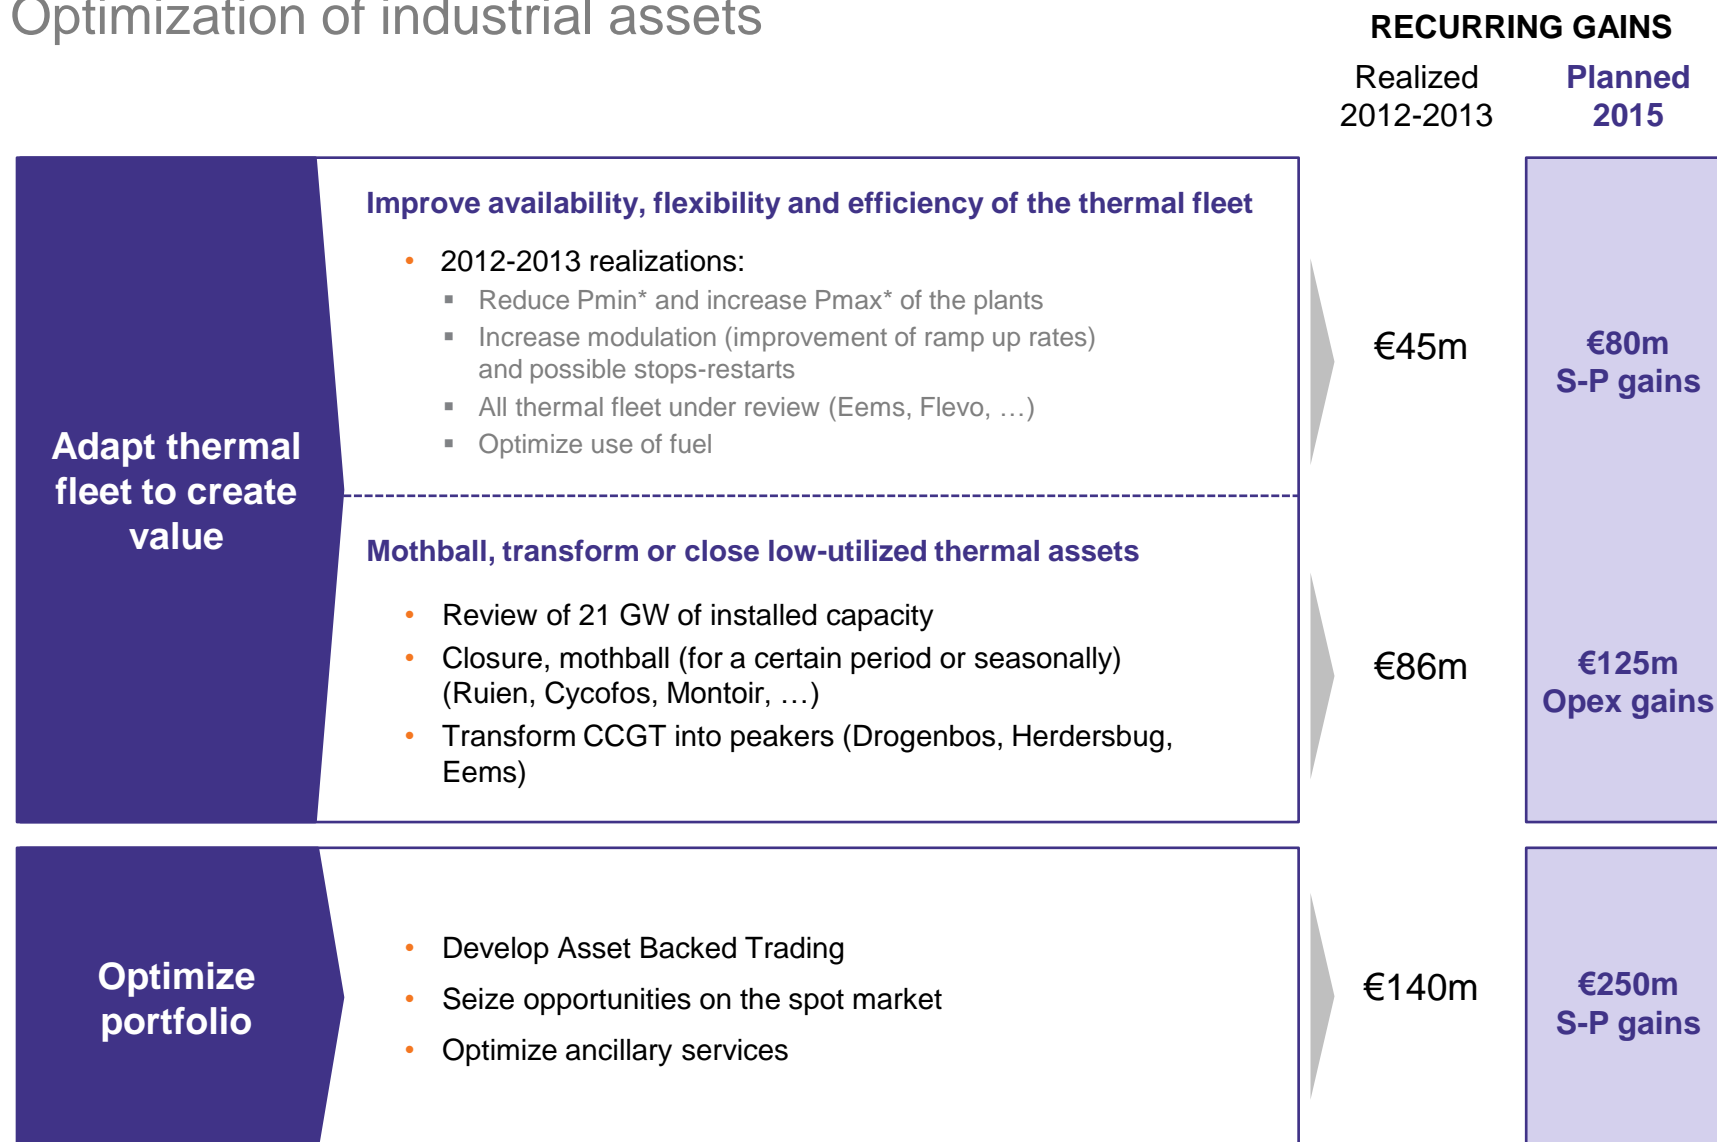 Optimization of industrial assets
RECURRING GAINS
Realized
2012-2013
Planned
2015
Adapt thermal
fleet to create
value
Improve availability, flexibility and efficiency of the thermal fleet
• 2012-2013 realizations:
▪ Reduce Pmin* and increase Pmax* of the plants
▪ Increase modulation (improvement of ramp up rates)
and possible stops-restarts
▪ All thermal fleet under review (Eems, Flevo, …)
▪ Optimize use of fuel
€45m
€80m
S-P gains
Mothball, transform or close low-utilized thermal assets
• Review of 21 GW of installed capacity
• Closure, mothball (for a certain period or seasonally)
(Ruien, Cycofos, Montoir, …)
• Transform CCGT into peakers (Drogenbos, Herdersbug,
Eems)
€86m
€125m
Opex gains
Optimize
portfolio
• Develop Asset Backed Trading
• Seize opportunities on the spot market
• Optimize ancillary services
€140m
€250m
S-P gains